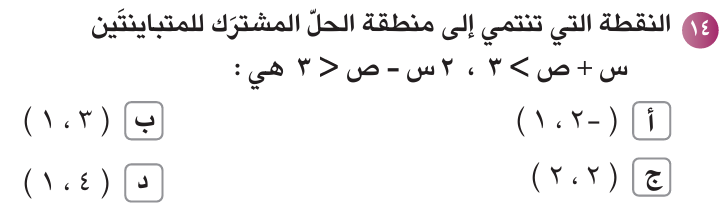 ١٤ النقطة التي تنتمي إلى منطقة الحلّ المشترَك للمتباينتَين
س + ص > ٣ ، ٢ س – ص < ٣ هي :
أ ( –٢ ، ١ ) ب ( ٣ ، ١ )
ج ( ٢ ، ٢ ) د ( ٤ ، ١ )